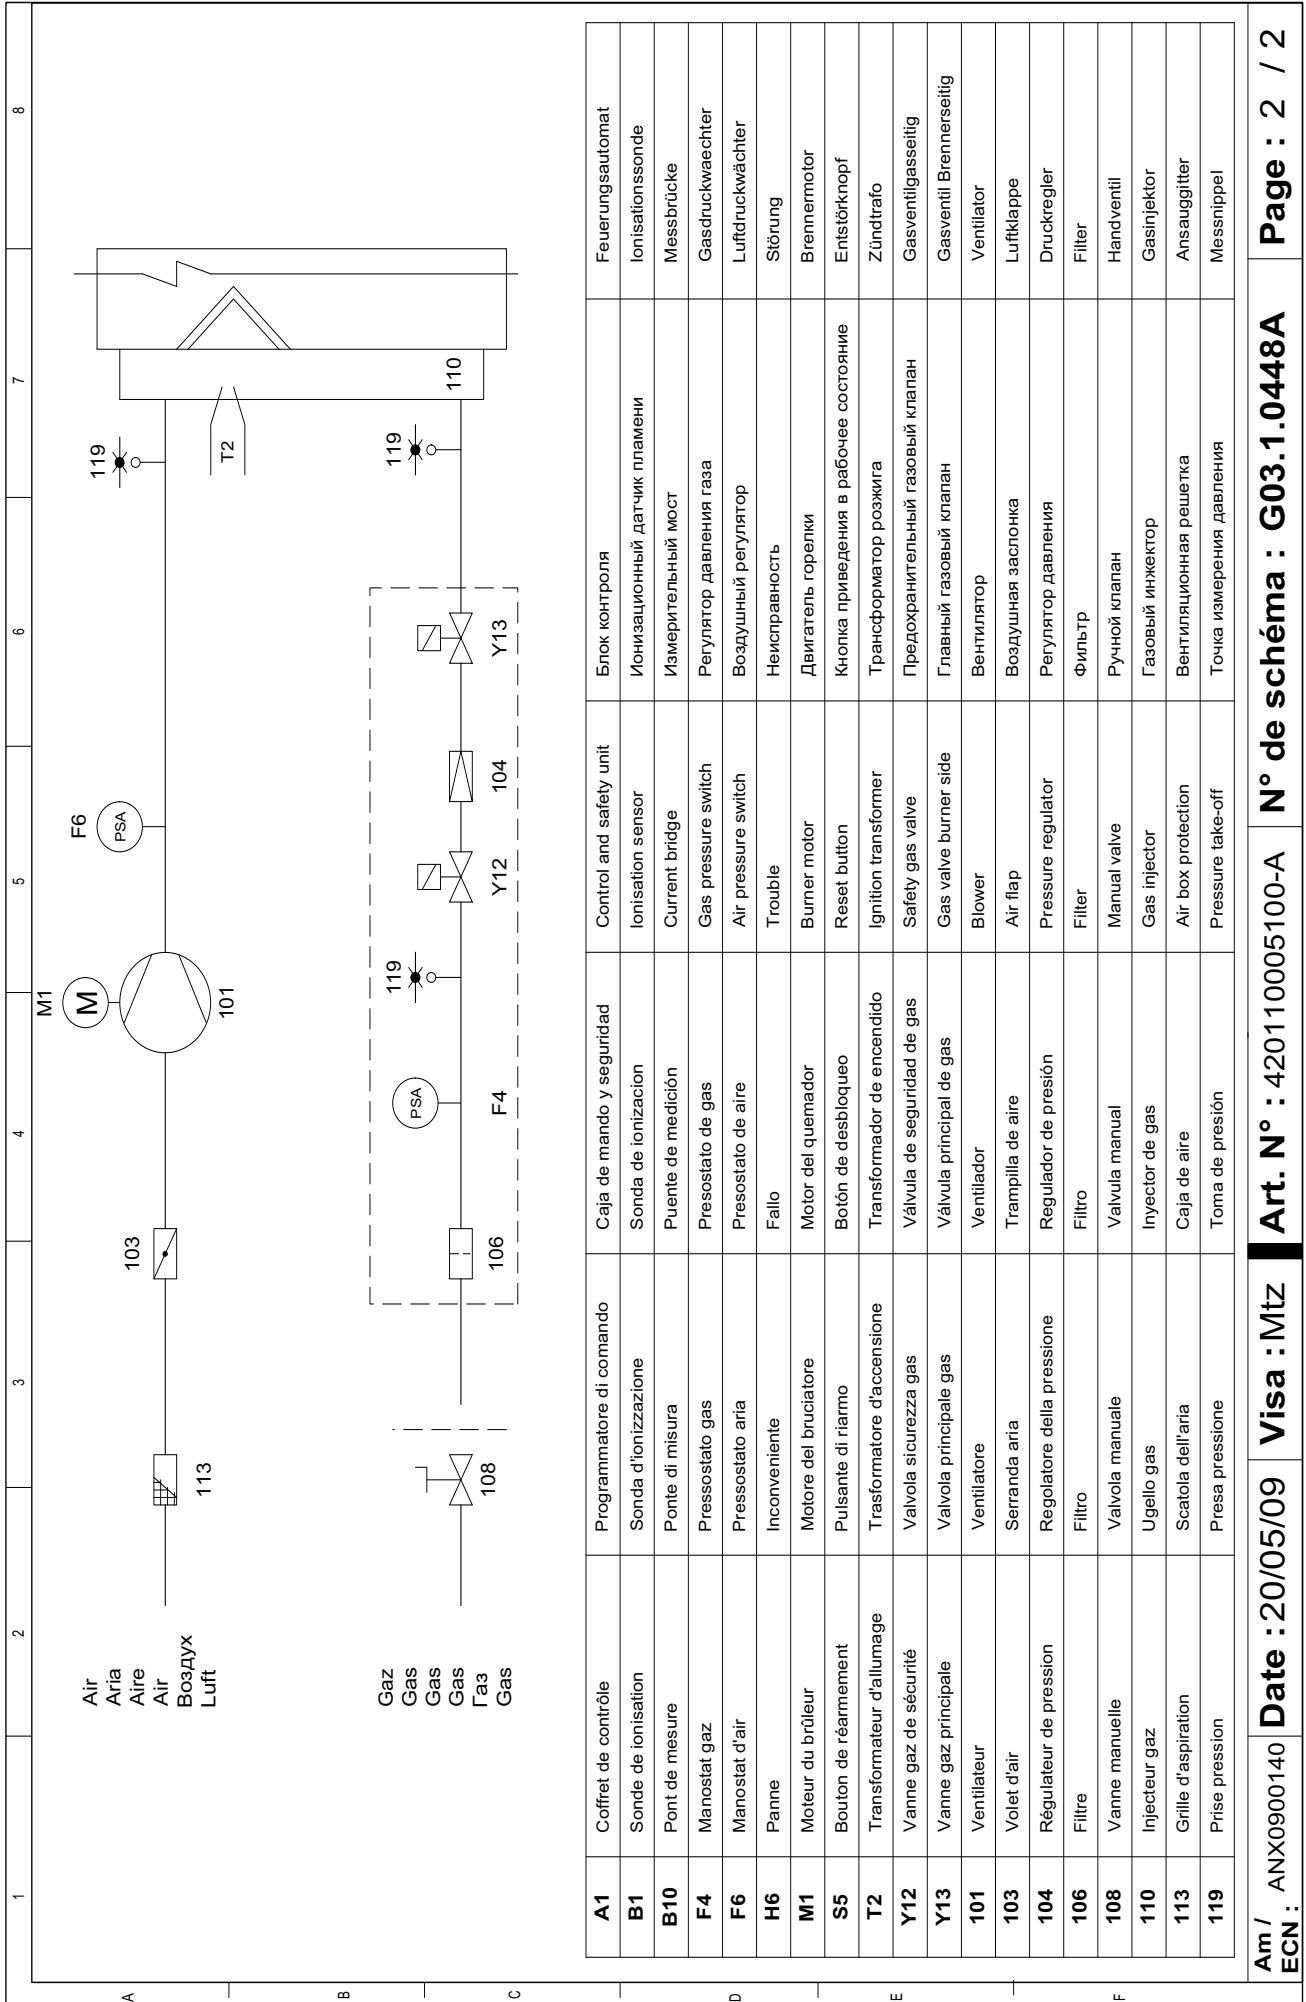 1 2 3 4 5 6 7 8
A
B
C
D
E
F
Air
Aria
Aire
Air
Воздух
Luft
113
103
M1
M
101
F6
PSA
119
T2
Gaz
Gas
Gas
Gas
Газ
Gas
108
106
PSA
F4
119
Y12
104
Y13
119
110
A1 Coffret de contrôle Programmatore di comando Caja de mando y seguridad Control and safety unit Блок контроля Feuerungsautomat
B1 Sonde de ionisation Sonda d'ionizzazione Sonda de ionizacion Ionisation sensor Ионизационный датчик пламени Ionisationssonde
B10 Pont de mesure Ponte di misura Puente de medición Current bridge Измерительный мост Messbrücke
F4 Manostat gaz Pressostato gas Presostato de gas Gas pressure switch Регулятор давления газа Gasdruckwaechter
F6 Manostat d'air Pressostato aria Presostato de aire Air pressure switch Воздушный регулятор Luftdruckwächter
H6 Panne Inconveniente Fallo Trouble Неисправность Störung
M1 Moteur du brûleur Motore del bruciatore Motor del quemador Burner motor Двигатель горелки Brennermotor
S5 Bouton de réarmement Pulsante di riarmo Botón de desbloqueo Reset button Кнопка приведения в рабочее состояние Entstörknopf
T2 Transformateur d'allumage Trasformatore d'accensione Transformador de encendido Ignition transformer Трансформатор розжига Zündtrafo
Y12 Vanne gaz de sécurité Valvola sicurezza gas Válvula de seguridad de gas Safety gas valve Предохранительный газовый клапан Gasventilgasseitig
Y13 Vanne gaz principale Valvola principale gas Válvula principal de gas Gas valve burner side Главный газовый клапан Gasventil Brennerseitig
101 Ventilateur Ventilatore Ventilador Blower Вентилятор Ventilator
103 Volet d'air Serranda aria Trampilla de aire Air flap Воздушная заслонка Luftklappe
104 Régulateur de pression Regolatore della pressione Regulador de presión Pressure regulator Регулятор давления Druckregler
106 Filtre Filtro Filtro Filter Фильтр Filter
108 Vanne manuelle Valvola manuale Valvula manual Manual valve Ручной клапан Handventil
110 Injecteur gaz Ugello gas Inyector de gas Gas injector Газовый инжектор Gasinjektor
113 Grille d'aspiration Scatola dell'aria Caja de aire Air box protection Вентиляционная решетка Ansauggitter
119 Prise pression Presa pressione Toma de presión Pressure take-off Точка измерения давления Messnippel
Am / ECN : ANX0900140 Date : 20/05/09 Visa : Mtz Art. N° : 420110005100-A N° de schéma : G03.1.0448A Page : 2 / 2